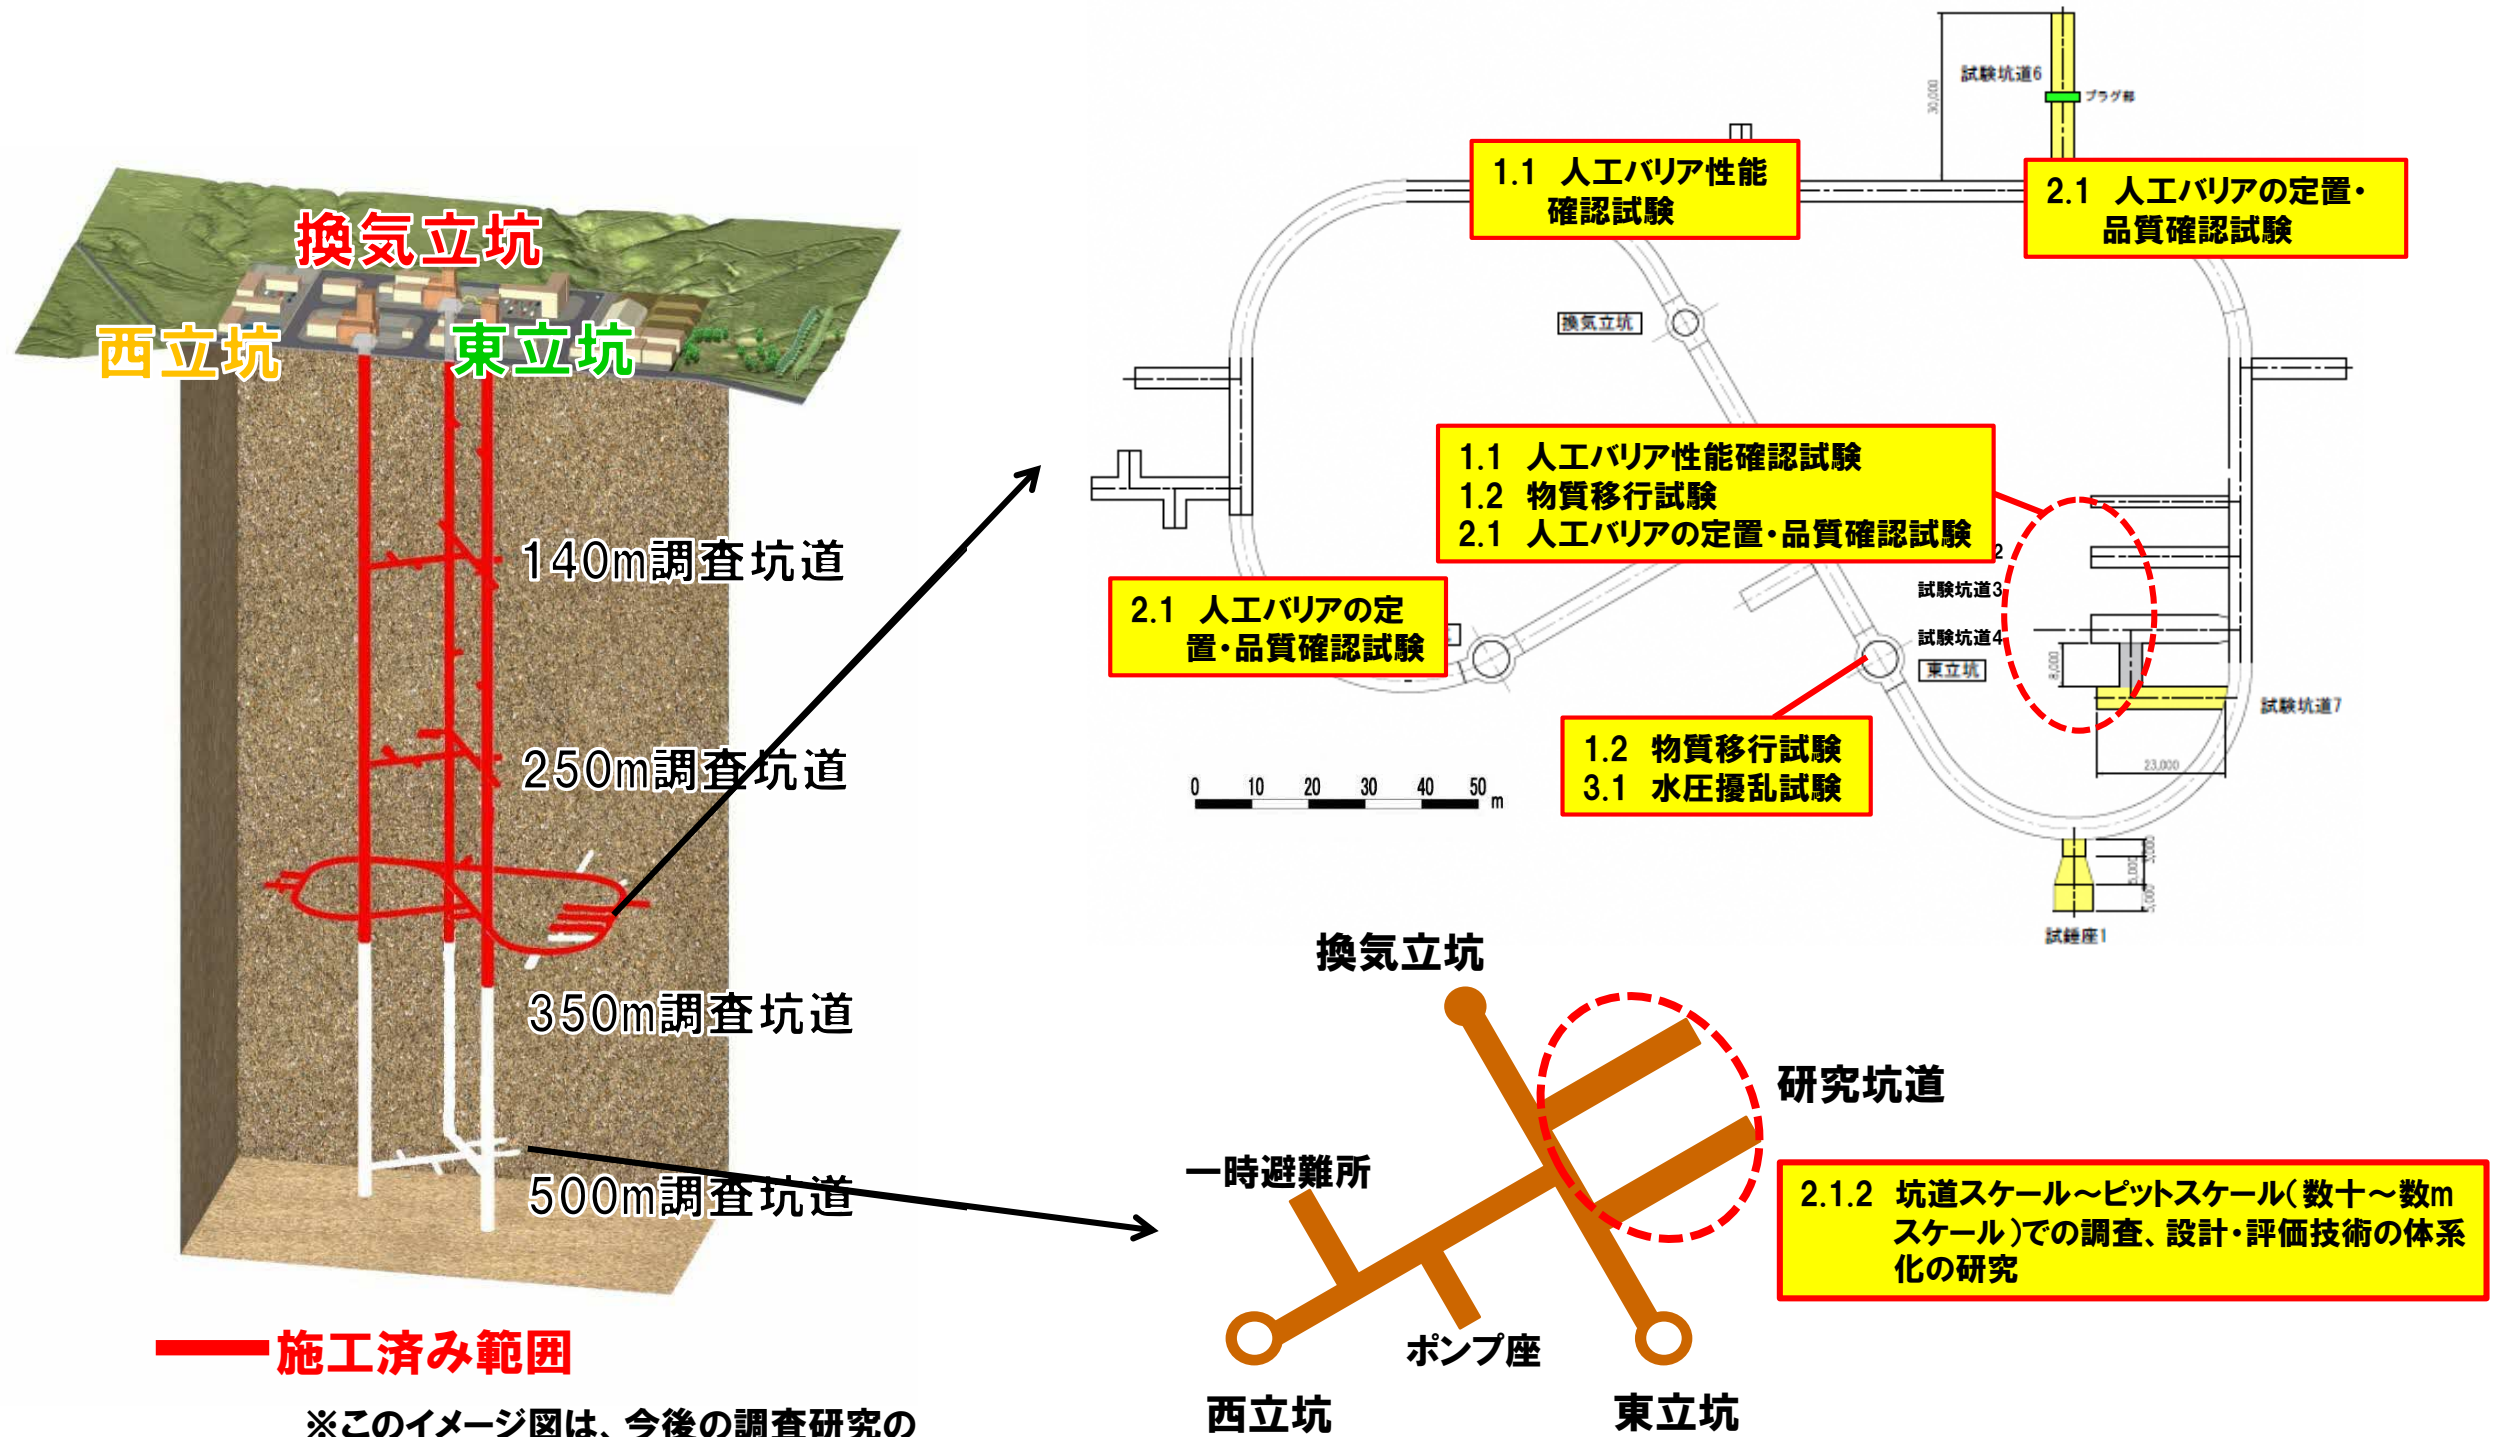 換気立坑
西立坑
東立坑
140m調査坑道
250m調査坑道
350m調査坑道
500m調査坑道
施工済み範囲
※このイメージ図は、今後の調査研究の
試験坑道6
30,000
プラグ部
1.1 人工バリア性能
確認試験
2.1 人工バリアの定置・
品質確認試験
換気立坑
1.1 人工バリア性能確認試験
1.2 物質移行試験
2.1 人工バリアの定置・品質確認試験
2
試験坑道3
試験坑道4
東立坑
8,000
試験坑道7
23,000
2.1 人工バリアの定
置・品質確認試験
1.2 物質移行試験
3.1 水圧擾乱試験
0 10 20 30 40 50 m
5,000
試錐座1
換気立坑
研究坑道
一時避難所
ポンプ座
西立坑
東立坑
2.1.2 坑道スケール～ピットスケール(数十～数m
スケール)での調査、設計・評価技術の体系
化の研究